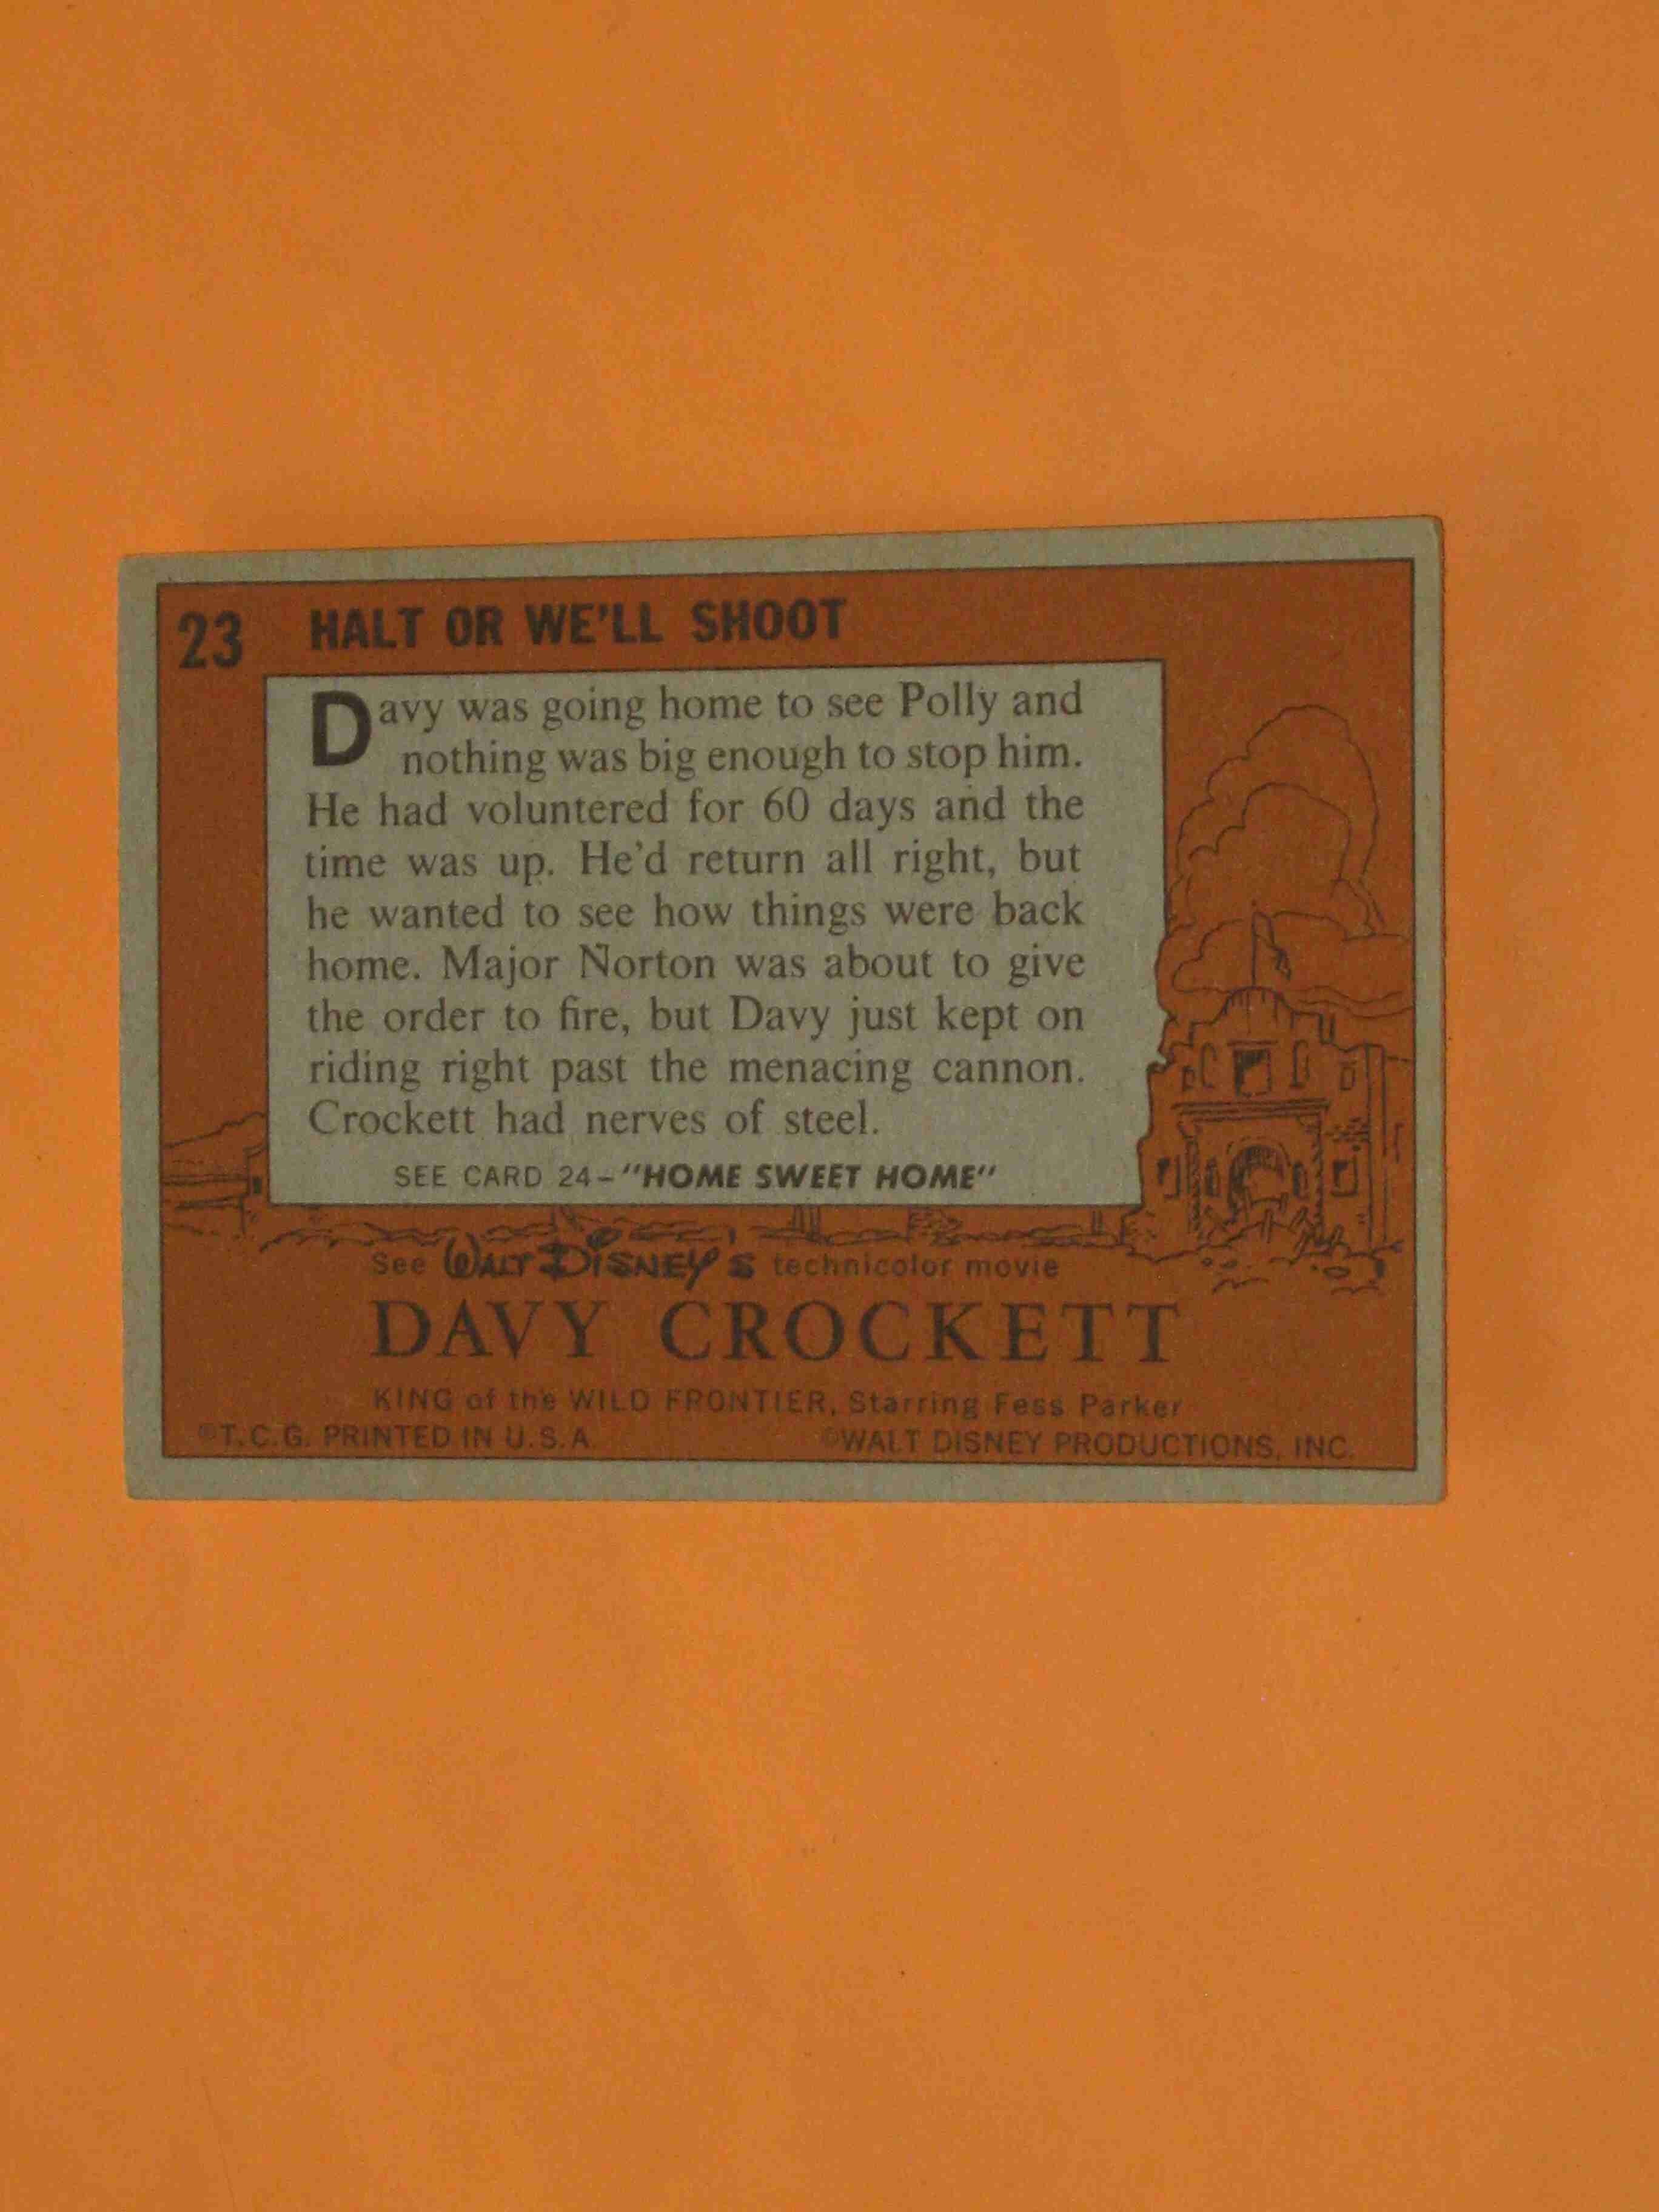 23 HALT OR WE'LL SHOOT
Davy was going home to see Polly and
nothing was big enough to stop him.
He had voluntered for 60 days and the
time was up. He'd return all right, but
he wanted to see how things were back
home. Major Norton was about to give
the order to fire, but Davy just kept on
riding right past the menacing cannon.
Crockett had nerves of steel.
SEE CARD 24-"HOME SWEET HOME"
See WALT DISNEY'S technicolor movie
DAVY CROCKETT
KING of the WILD FRONTIER, Starring Fess Parker
©T.C.G. PRINTED IN U.S.A. ©WALT DISNEY PRODUCTIONS, INC.